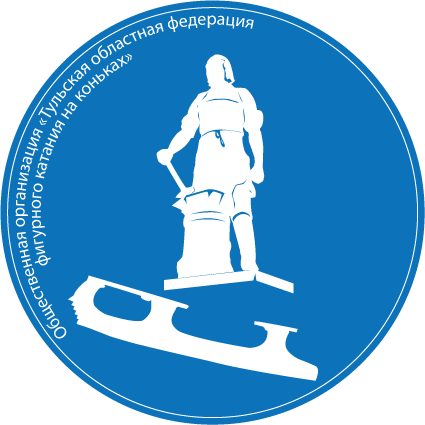 Общественная организация «Тульская областная федерация
фигурного катания на коньках»